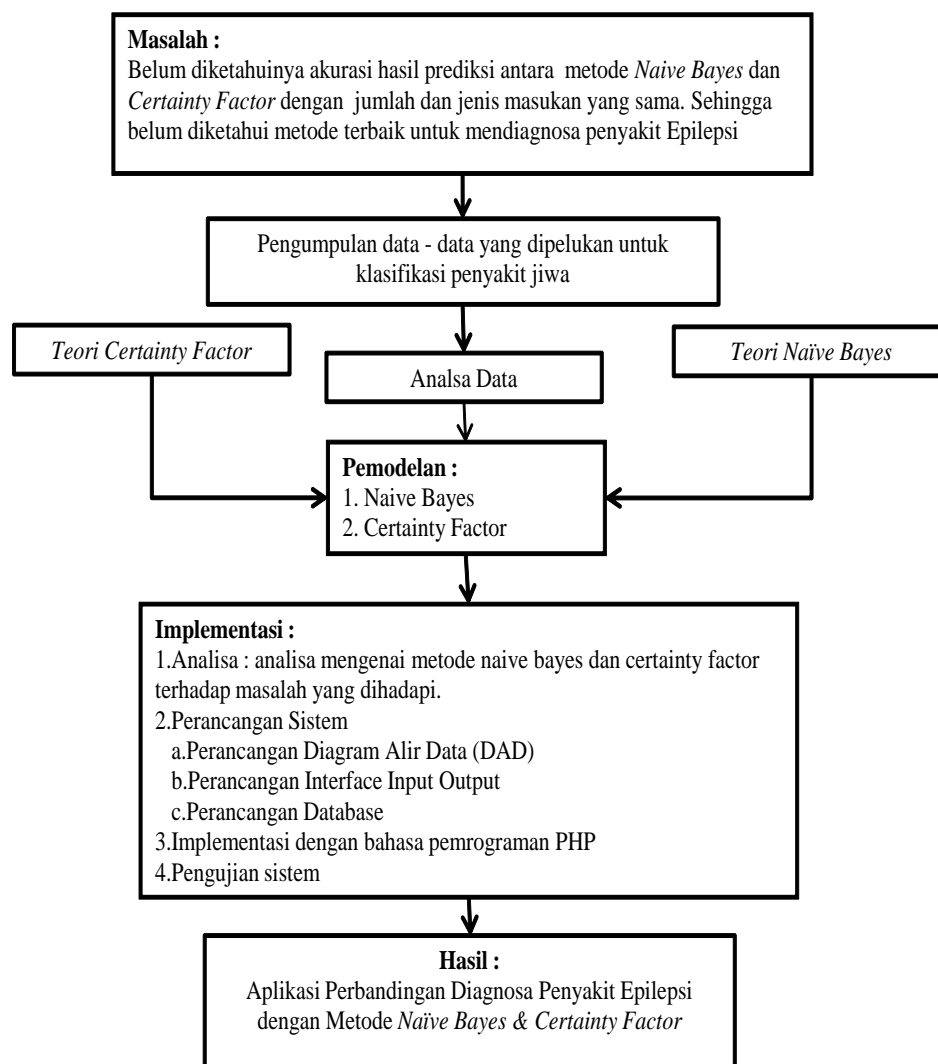 Masalah :
Belum diketahuinya akurasi hasil prediksi antara metode Naive Bayes dan
Certainty Factor dengan jumlah dan jenis masukan yang sama. Sehingga
belum diketahui metode terbaik untuk mendiagnosa penyakit Epilepsi
Pengumpulan data - data yang dipelukan untuk
klasifikasi penyakit jiwa
Teori Certainty Factor
Teori Naïve Bayes
Analsa Data
Pemodelan :
1. Naive Bayes
2. Certainty Factor
Implementasi :
1.Analisa : analisa mengenai metode naive bayes dan certainty factor
terhadap masalah yang dihadapi.
2.Perancangan Sistem
a.Perancangan Diagram Alir Data (DAD)
b.Perancangan Interface Input Output
c.Perancangan Database
3.Implementasi dengan bahasa pemrograman PHP
4.Pengujian sistem
Hasil :
Aplikasi Perbandingan Diagnosa Penyakit Epilepsi
dengan Metode Naïve Bayes & Certainty Factor